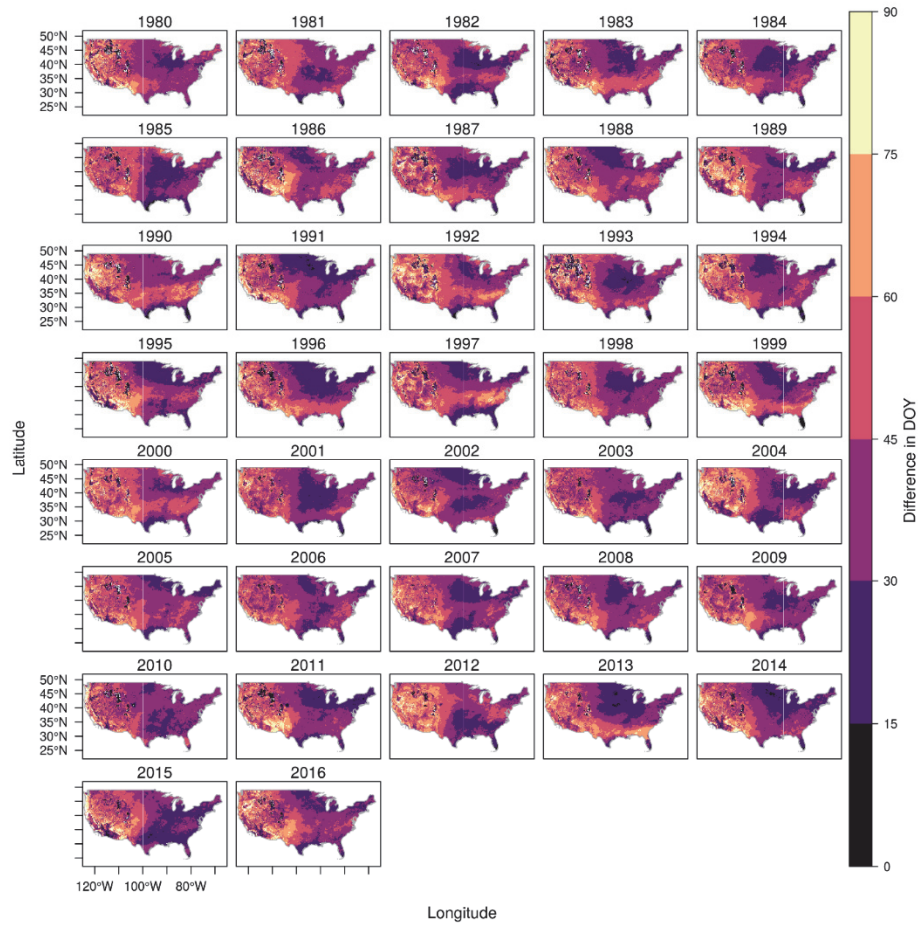 1980 1981 1982 1983 1984
50°N
45°N
40°N
35°N
30°N
25°N
1985 1986 1987 1988 1989
1990 1991 1992 1993 1994
50°N
45°N
40°N
35°N
30°N
25°N
1995 1996 1997 1998 1999
2000 2001 2002 2003 2004
50°N
45°N
40°N
35°N
30°N
25°N
2005 2006 2007 2008 2009
2010 2011 2012 2013 2014
50°N
45°N
40°N
35°N
30°N
25°N
2015 2016
120°W 100°W 80°W
Latitude
Longitude
90
75
60
45
30
15
0
Difference in DOY